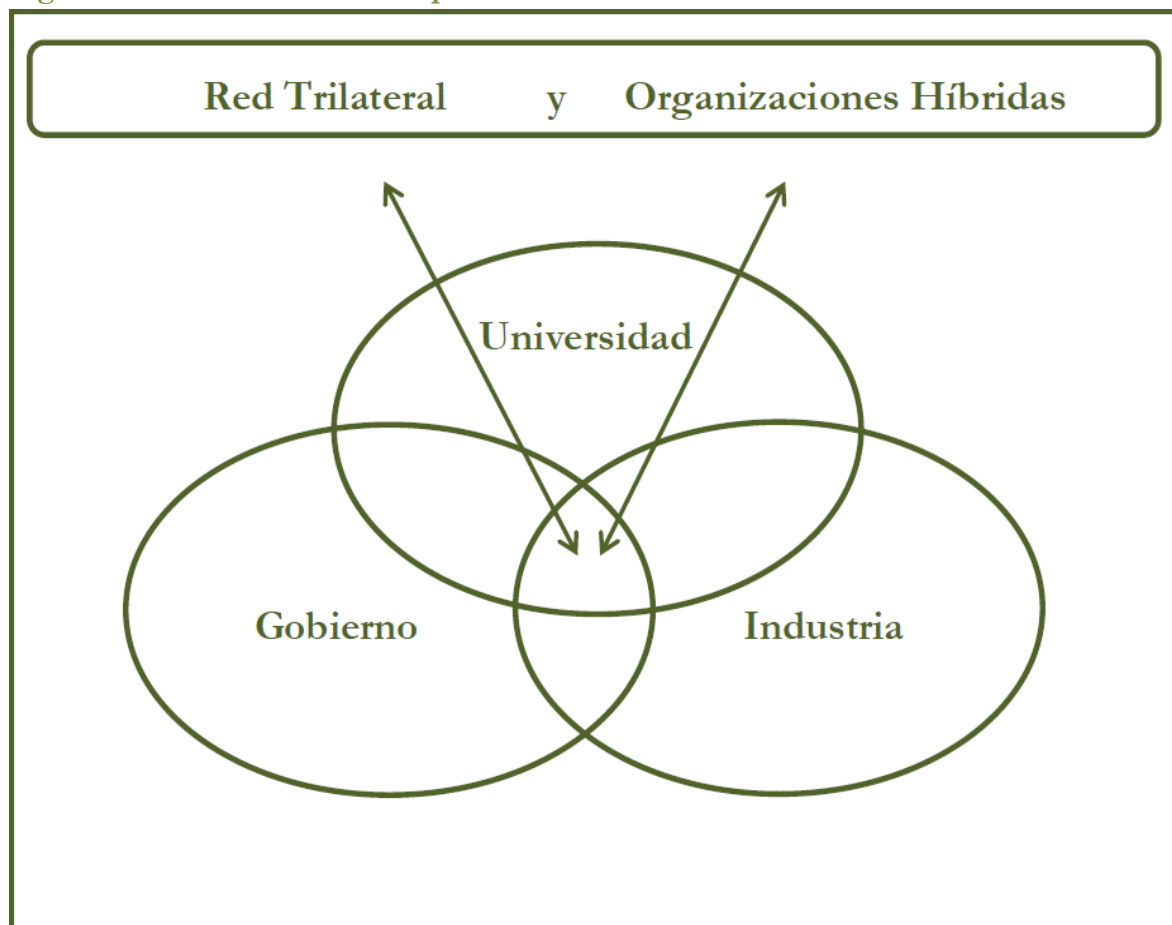 Red Trilateral y Organizaciones Híbridas
Universidad
Gobierno Industria